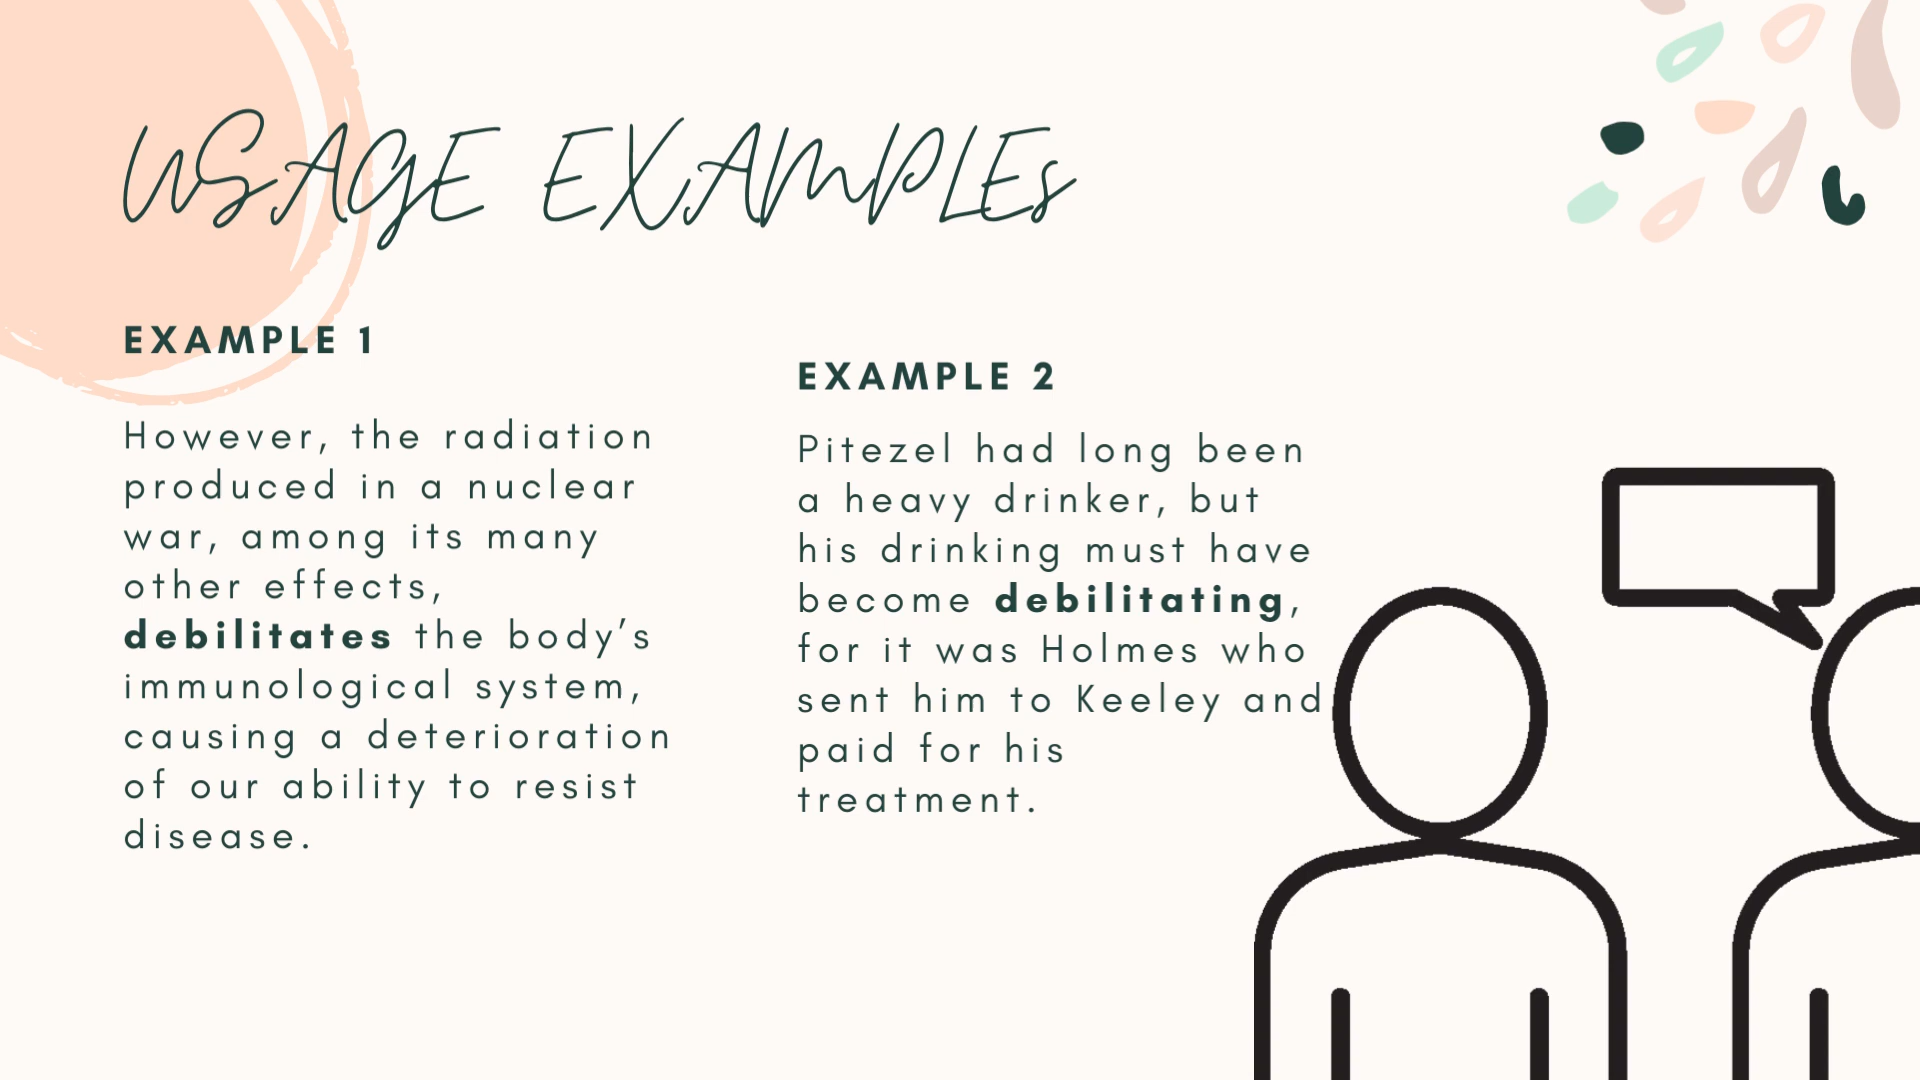 USAGE EXAMPLEs
EXAMPLE 1
However, the radiation
produced in a nuclear
war, among its many
other effects,
debilitates the body’s
immunological system,
causing a deterioration
of our ability to resist
disease.
EXAMPLE 2
Pitezel had long been
a heavy drinker, but
his drinking must have
become debilitating,
for it was Holmes who
sent him to Keeley and
paid for his
treatment.